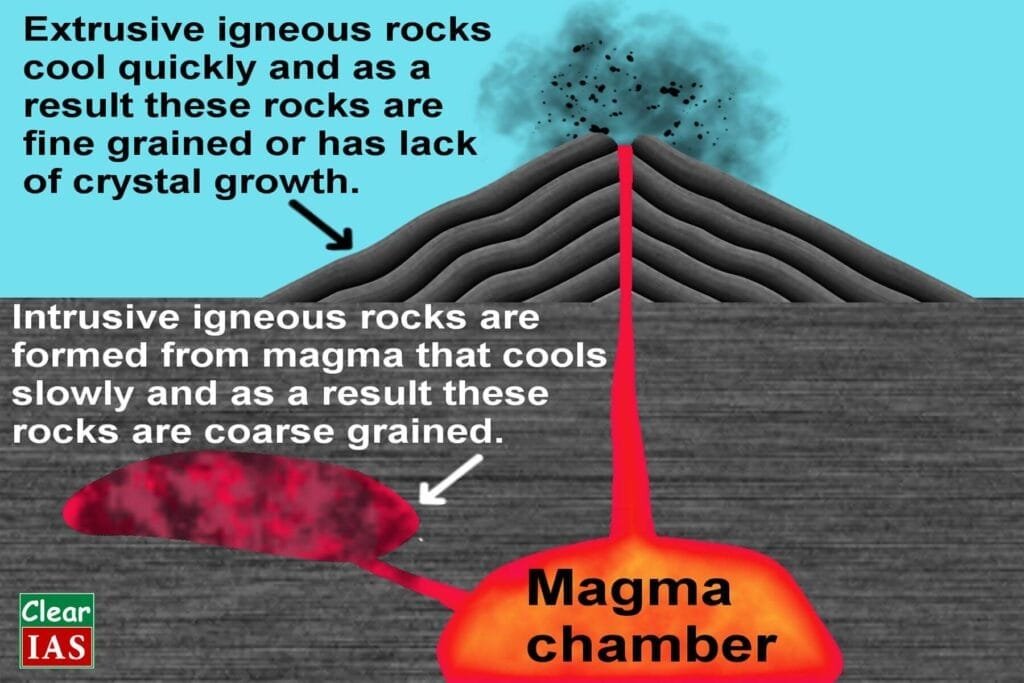 Extrusive igneous rocks
cool quickly and as a
result these rocks are
fine grained or has lack
of crystal growth.
Intrusive igneous rocks are
formed from magma that cools
slowly and as a result these
rocks are coarse grained.
Magma
chamber
Clear
IAS